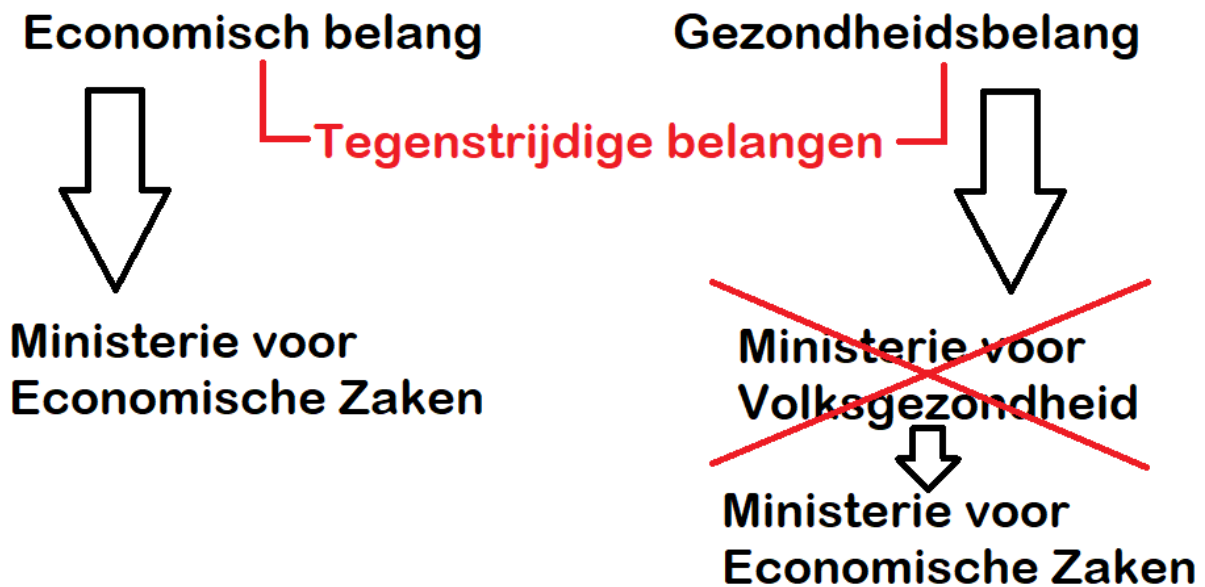 Economisch belang
Gezondheidsbelang
Tegenstrijdige belangen
Ministerie voor
Economische Zaken
Ministerie voor
Volksgezondheid
Ministerie voor
Economische Zaken